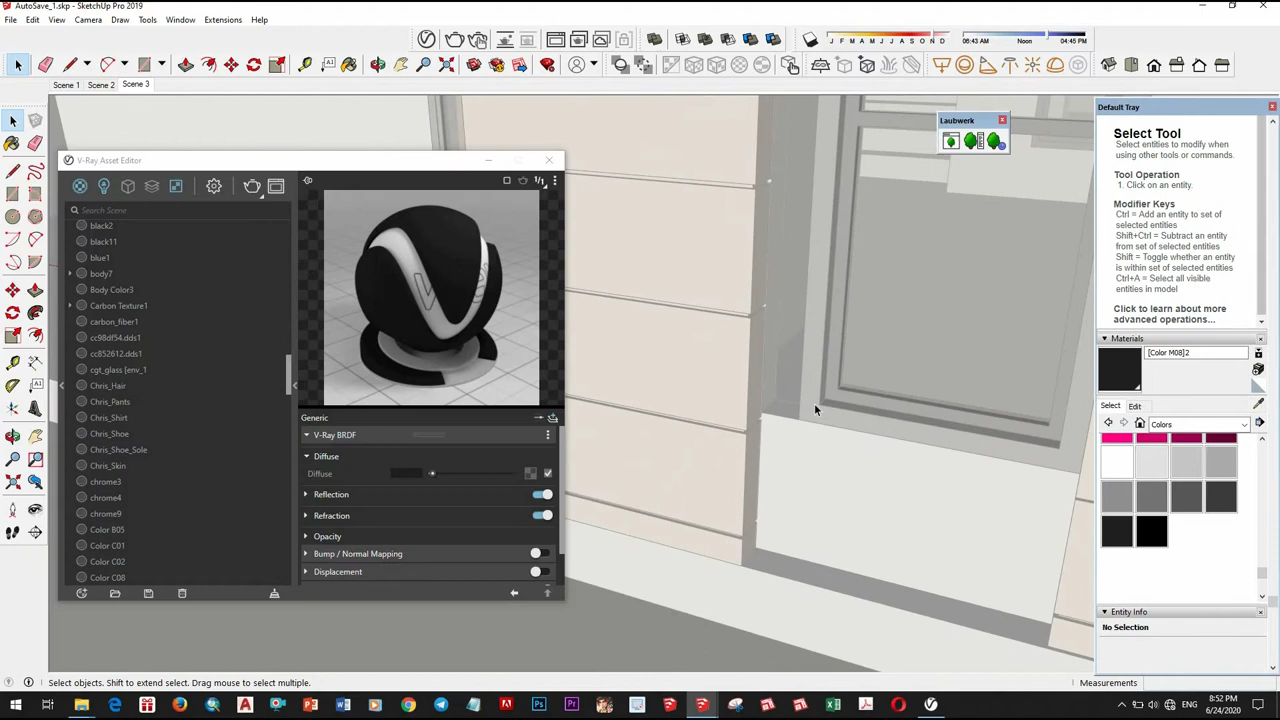 AutoSave_1.skp - SketchUp Pro 2019
File Edit View Camera Draw Tools Window Extensions Help
J F M A M J J A S O N D
06:43 AM Noon 04:45 PM
Scene 1 Scene 2 Scene 3
Default Tray
Laubwerk
Select Tool
Select entities to modify when
using other tools or commands.
Tool Operation
1. Click on an entity.
Modifier Keys
Ctrl = Add an entity to set of
selected entities
Shift+Ctrl = Subtract an entity
from set of selected entities
Shift = Toggle whether an entity
is within set of selected entities
Ctrl+A = Select all visible
entities in model
Click to learn about more
advanced operations...
Materials
[Color M08]2
Select Edit
Colors
Entity Info
No Selection
V-Ray Asset Editor
Search Scene
black2
black11
blue1
body7
Body Color3
Carbon Texture1
carbon_fiber1
cc98df54.dds1
cc852612.dds1
cgt_glass [env_1
Chris_Hair
Chris_Pants
Chris_Shirt
Chris_Shoe
Chris_Shoe_Sole
Chris_Skin
chrome3
chrome4
chrome9
Color B05
Color C01
Color C02
Color C08
1/1
Generic
V-Ray BRDF
Diffuse
Diffuse
Reflection
Refraction
Opacity
Bump / Normal Mapping
Displacement
Select objects. Shift to extend select. Drag mouse to select multiple.
Measurements
8:52 PM
6/24/2020